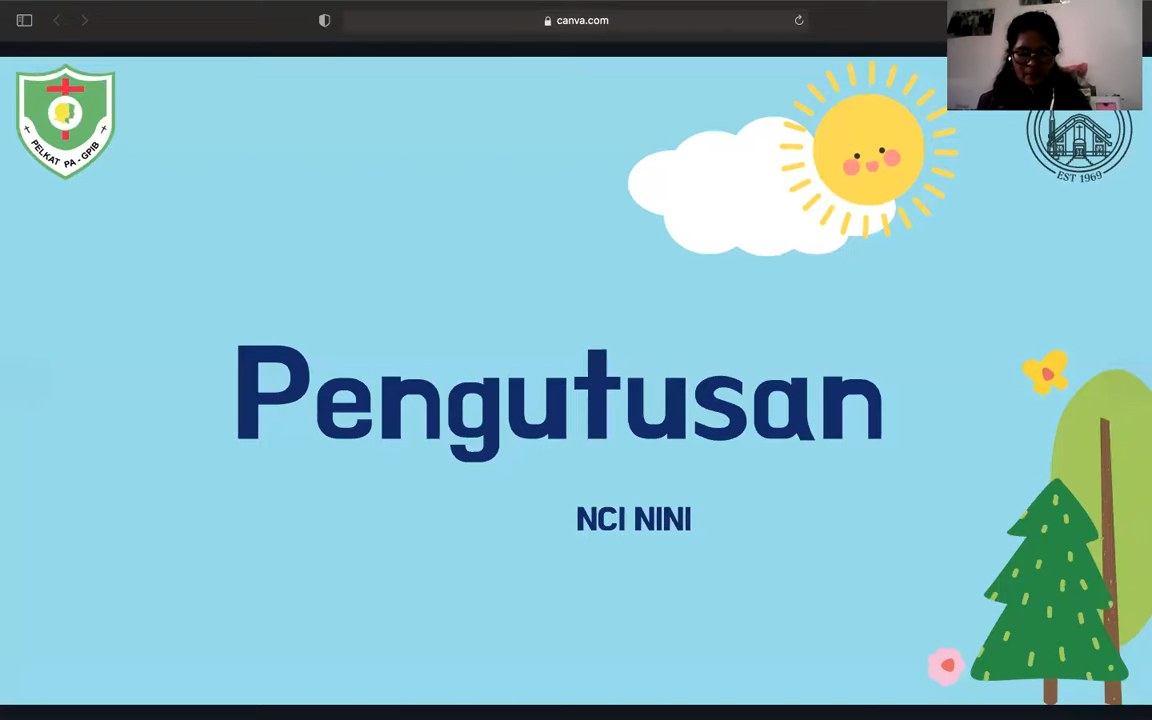 canva.com
PELKAT PA - GPIB
EST 1969
Pengutusan
NCI NINI